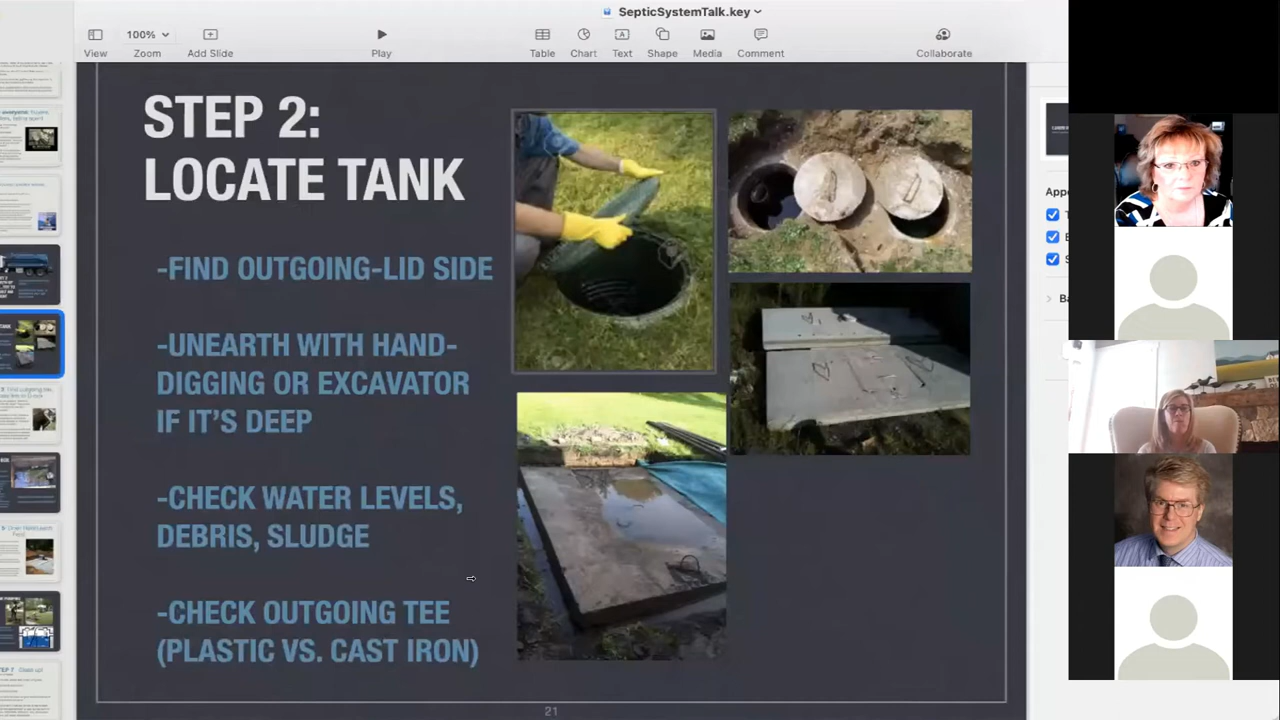 SepticSystemTalk.key
100%
View
Zoom
Add Slide
Play
Table
Chart
Text
Shape
Media
Comment
Collaborate
STEP 2:
LOCATE TANK
-FIND OUTGOING-LID SIDE
-UNEARTH WITH HAND-
DIGGING OR EXCAVATOR
IF IT'S DEEP
-CHECK WATER LEVELS,
DEBRIS, SLUDGE
-CHECK OUTGOING TEE
(PLASTIC VS. CAST IRON)
21